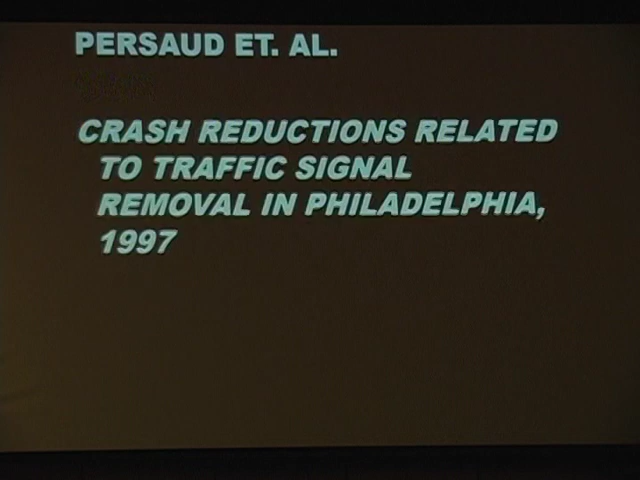 PERSAUD ET. AL.
CRASH REDUCTIONS RELATED
TO TRAFFIC SIGNAL
REMOVAL IN PHILADELPHIA,
1997